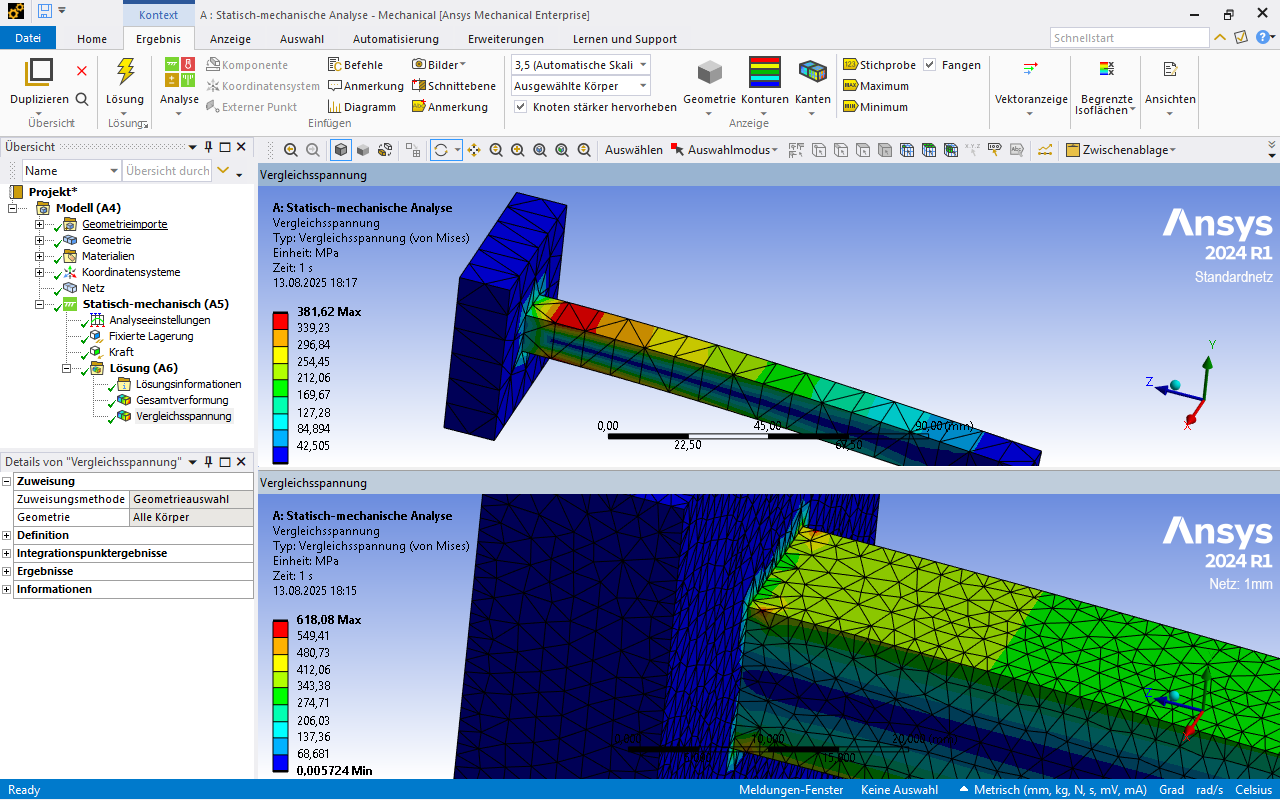 Kontext
A : Statisch-mechanische Analyse - Mechanical [Ansys Mechanical Enterprise]
Datei
Home
Ergebnis
Anzeige
Auswahl
Automatisierung
Erweiterungen
Lernen und Support
Schnellstart
Duplizieren
Lösung
Analyse
Komponente
Koordinatensystem
Externer Punkt
Befehle
Anmerkung
Diagramm
Bilder
Schnittebene
Anmerkung
3,5 (Automatische Skali
Ausgewählte Körper
Knoten stärker hervorheben
Geometrie
Konturen
Kanten
Stichprobe
Maximum
Minimum
Fangen
Vektoranzeige
Begrenzte
Isoflächen
Ansichten
Übersicht
Lösung
Einfügen
Anzeige
Übersicht
Auswählen
Auswahlmodus
Zwischenablage
Name
Übersicht durch
Projekt*
Modell (A4)
Geometrieimporte
Geometrie
Materialien
Koordinatensysteme
Netz
Statisch-mechanisch (A5)
Analyseeinstellungen
Fixierte Lagerung
Kraft
Lösung (A6)
Lösungsinformationen
Gesamtverformung
Vergleichsspannung
Details von "Vergleichsspannung"
Zuweisung
Zuweisungsmethode Geometrieauswahl
Geometrie Alle Körper
Definition
Integrationspunktergebnisse
Ergebnisse
Informationen
Vergleichsspannung
A: Statisch-mechanische Analyse
Vergleichsspannung
Typ: Vergleichsspannung (von Mises)
Einheit: MPa
Zeit: 1 s
13.08.2025 18:17
381,62 Max
339,23
296,84
254,45
212,06
169,67
127,28
84,894
42,505
Ansys
2024 R1
Standardnetz
Y
Z
X
0,00
45,00
90,00 (mm)
22,50
67,50
Vergleichsspannung
A: Statisch-mechanische Analyse
Vergleichsspannung
Typ: Vergleichsspannung (von Mises)
Einheit: MPa
Zeit: 1 s
13.08.2025 18:15
618,08 Max
549,41
480,73
412,06
343,38
274,71
206,03
137,36
68,681
0,005724 Min
Ansys
2024 R1
Netz: 1mm
Z
10,000
15,000
Ready
Meldungen-Fenster
Keine Auswahl
Metrisch (mm, kg, N, s, mV, mA)
Grad
rad/s
Celsius